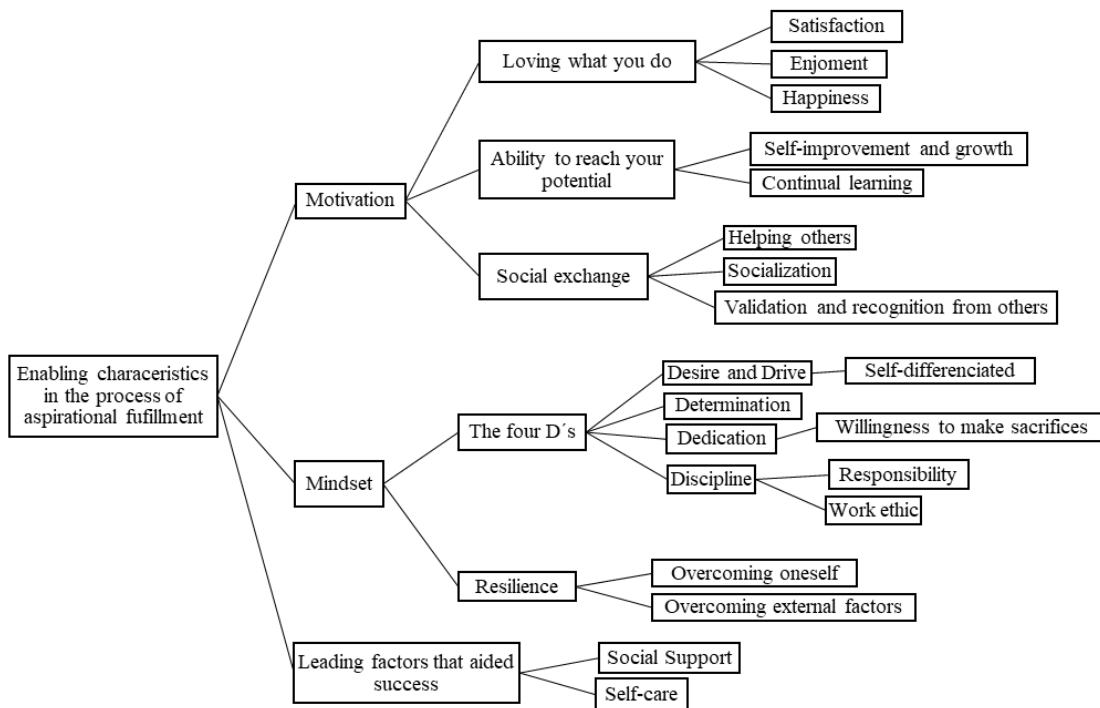 Enabling characeristics
in the process of
aspirational fufillment
Motivation
Loving what you do
Satisfaction
Enjoment
Happiness
Ability to reach your
potential
Self-improvement and growth
Continual learning
Social exchange
Helping others
Socialization
Validation and recognition from others
Mindset
The four D´s
Desire and Drive
Self-differenciated
Determination
Dedication
Willingness to make sacrifices
Discipline
Responsibility
Work ethic
Resilience
Overcoming oneself
Overcoming external factors
Leading factors that aided
success
Social Support
Self-care